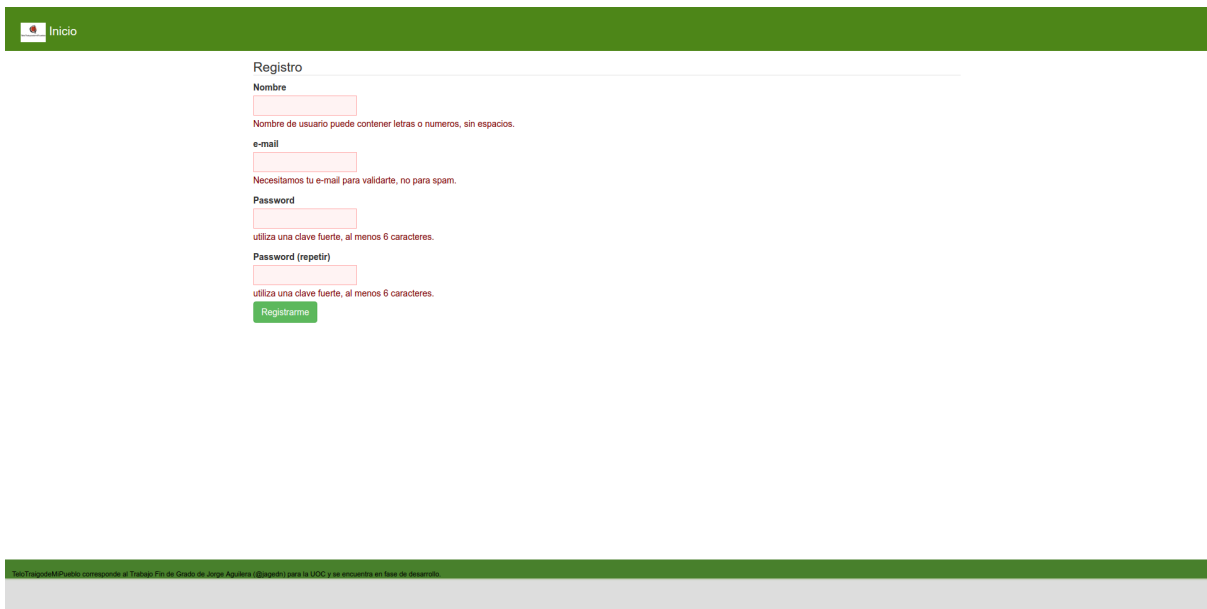 Inicio
Registro
Nombre
Nombre de usuario puede contener letras o numeros, sin espacios.
e-mail
Necesitamos tu e-mail para validarte, no para spam.
Password
utiliza una clave fuerte, al menos 6 caracteres.
Password (repetir)
utiliza una clave fuerte, al menos 6 caracteres.
Registrarme
TeloTraigodeMiPueblo corresponde al Trabajo Fin de Grado de Jorge Aguilera (@jagedn) para la UOC y se encuentra en fase de desarrollo.